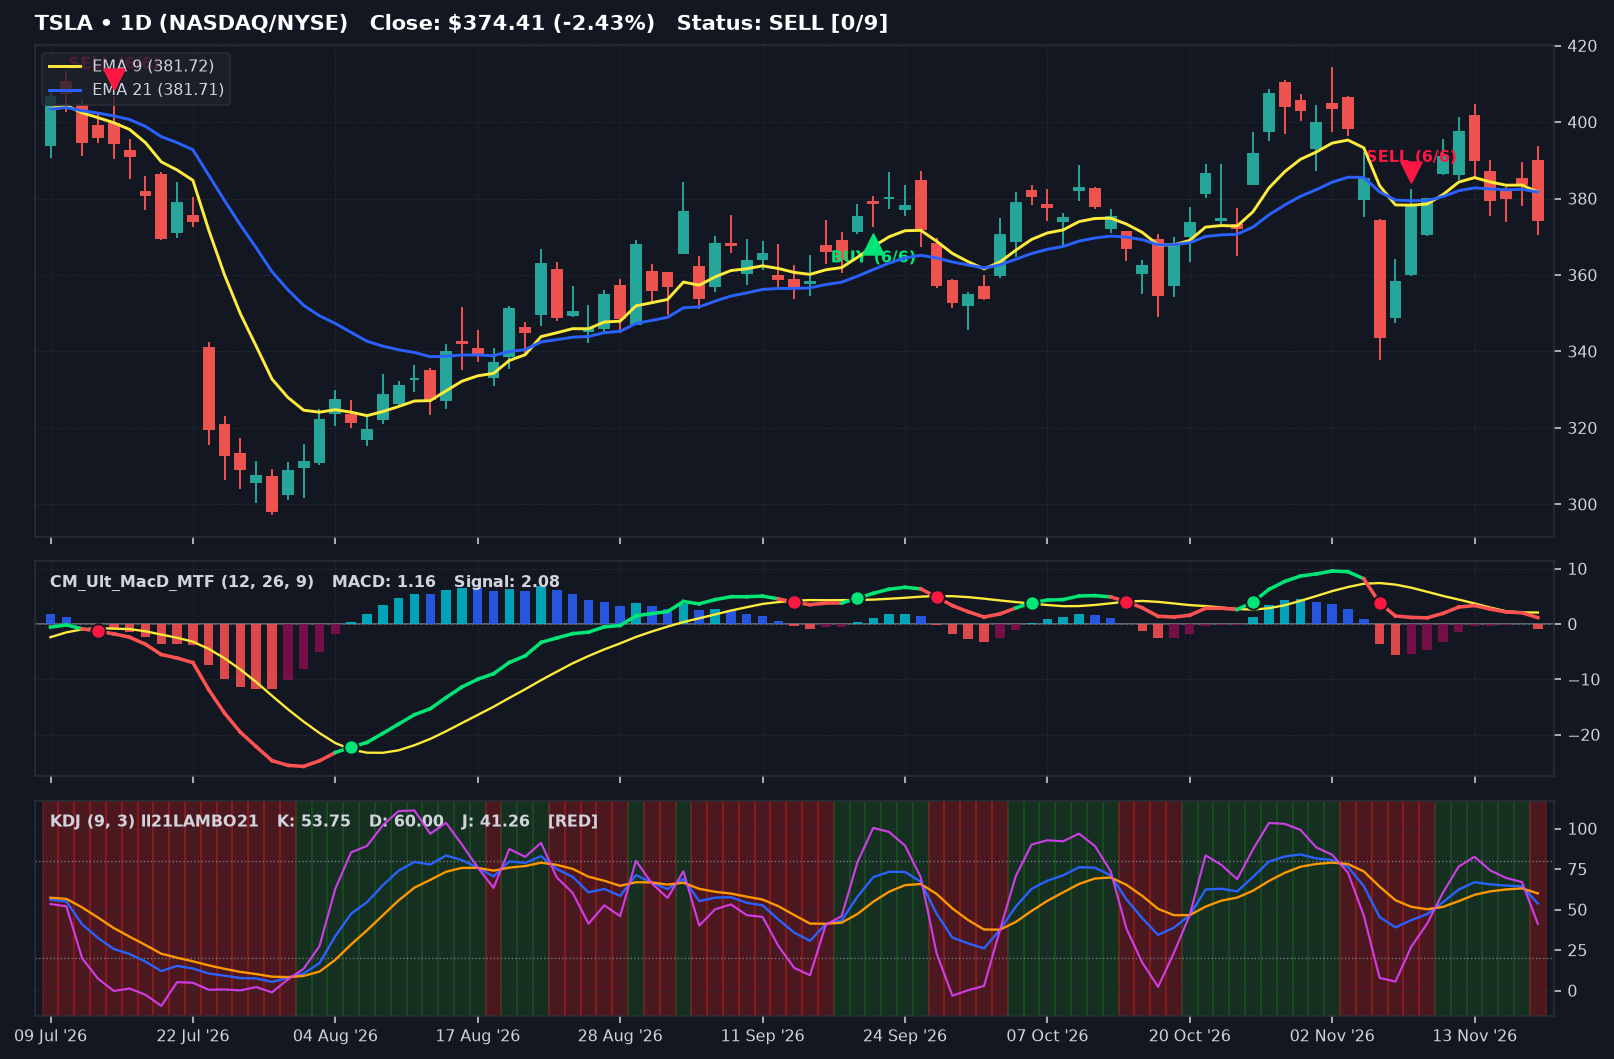 TSLA • 1D (NASDAQ/NYSE)   Close: $374.41 (-2.43%)   Status: SELL [0/9]
EMA 9 (381.72)
EMA 21 (381.71)
SELL (6/6)
BUY (6/6)
420
400
380
360
340
320
300
CM_Ult_MacD_MTF (12, 26, 9)   MACD: 1.16   Signal: 2.08
10
0
−10
−20
KDJ (9, 3) II21LAMBO21   K: 53.75   D: 60.00   J: 41.26   [RED]
100
75
50
25
0
09 Jul '26
22 Jul '26
04 Aug '26
17 Aug '26
28 Aug '26
11 Sep '26
24 Sep '26
07 Oct '26
20 Oct '26
02 Nov '26
13 Nov '26